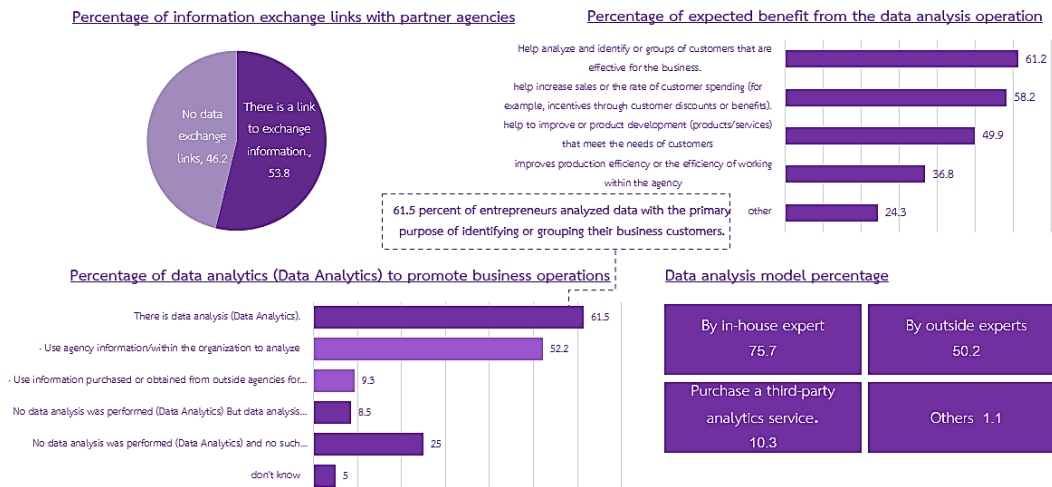 Percentage of information exchange links with partner agencies
No data
exchange
links, 46.2
There is a link
to exchange
information.,
53.8
Percentage of expected benefit from the data analysis operation
Help analyze and identify or groups of customers that are
effective for the business.
61.2
help increase sales or the rate of customer spending (for
example, incentives through customer discounts or benefits).
58.2
help to improve or product development (products/services)
that meet the needs of customers
49.9
improves production efficiency or the efficiency of working
within the agency
36.8
other
24.3
61.5 percent of entrepreneurs analyzed data with the primary
purpose of identifying or grouping their business customers.
Percentage of data analytics (Data Analytics) to promote business operations
There is data analysis (Data Analytics).
61.5
- Use agency information/within the organization to analyze
52.2
- Use information purchased or obtained from outside agencies for...
9.3
No data analysis was performed (Data Analytics) But data analysis...
8.5
No data analysis was performed (Data Analytics) and no such...
25
don't know
5
Data analysis model percentage
By in-house expert
75.7
By outside experts
50.2
Purchase a third-party
analytics service.
10.3
Others 1.1